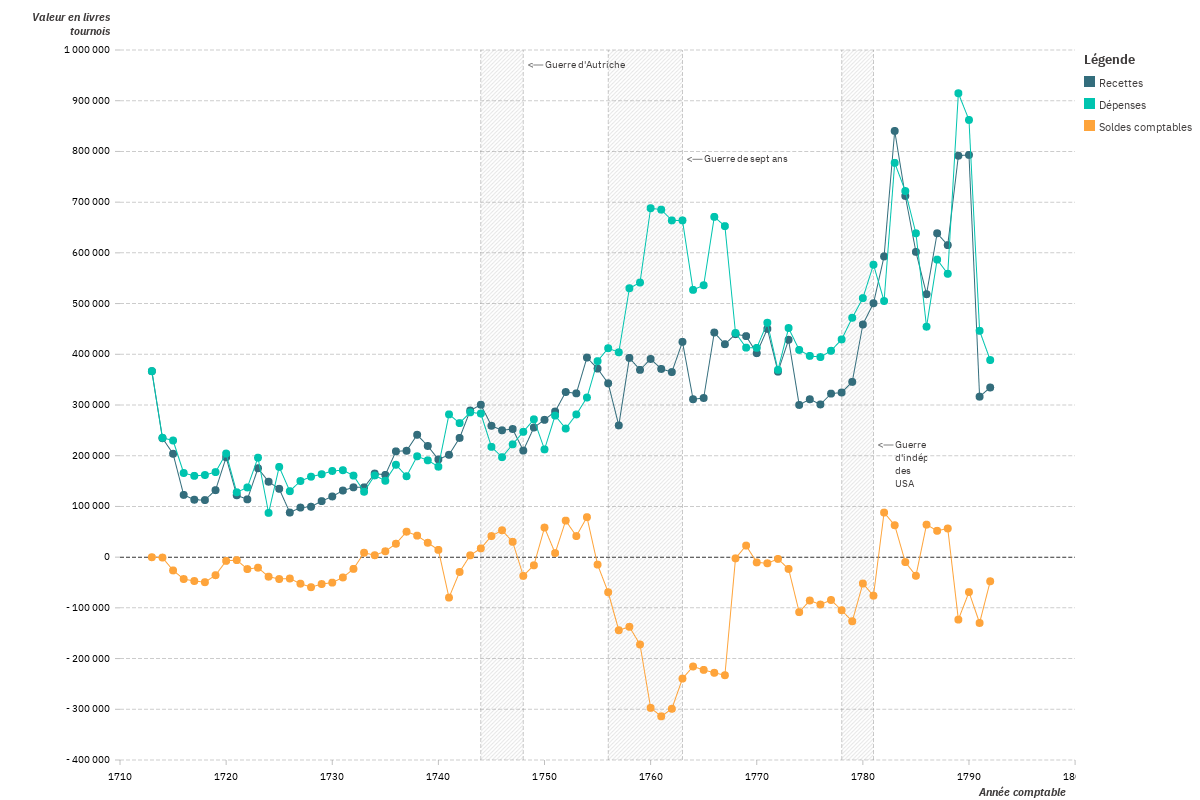 Valeur en livres
tournois
1 000 000
900 000
800 000
700 000
600 000
500 000
400 000
300 000
200 000
100 000
0
- 100 000
- 200 000
- 300 000
- 400 000
1710
1720
1730
1740
1750
1760
1770
1780
1790
18
Année comptable
<— Guerre d'Autriche
<— Guerre de sept ans
<— Guerre
d'indép
des
USA
Légende
Recettes
Dépenses
Soldes comptables